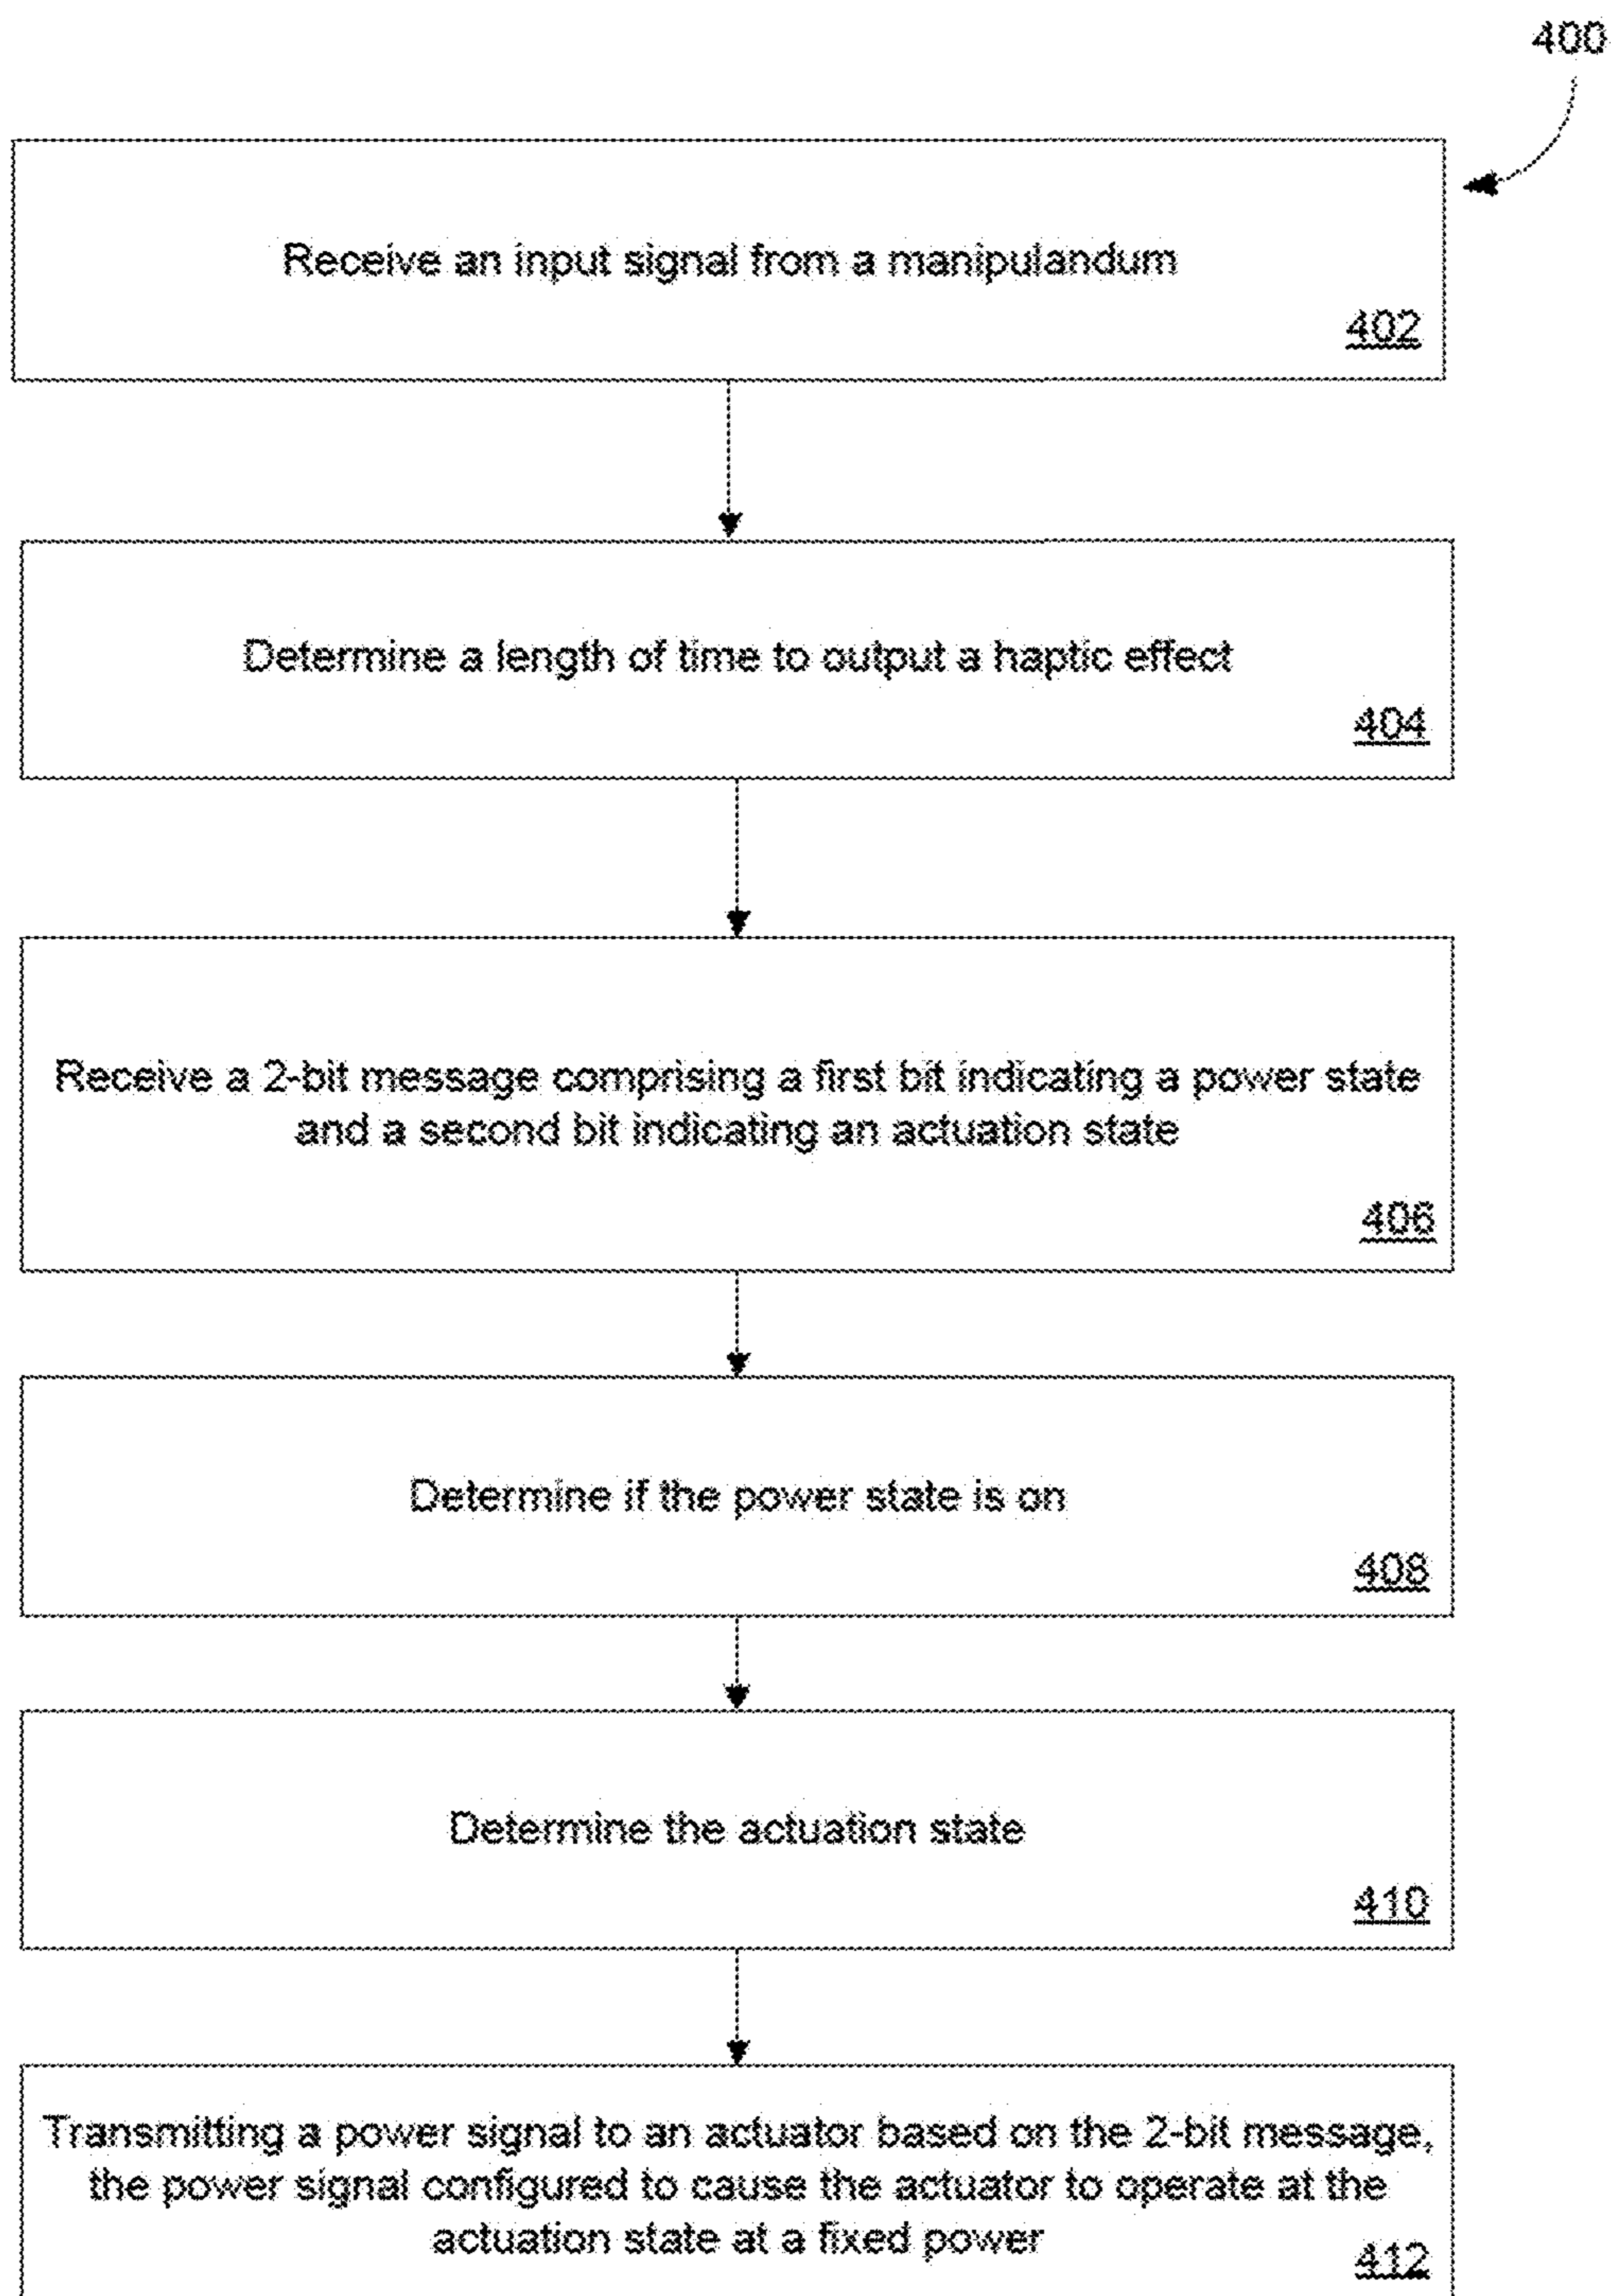 400
Receive an input signal from a manipulandum
402
Determine a length of time to output a haptic effect
404
Receive a 2-bit message comprising a first bit indicating a power state
and a second bit indicating an actuation state
406
Determine if the power state is on
408
Determine the actuation state
410
Transmitting a power signal to an actuator based on the 2-bit message,
the power signal configured to cause the actuator to operate at the
actuation state at a fixed power
412